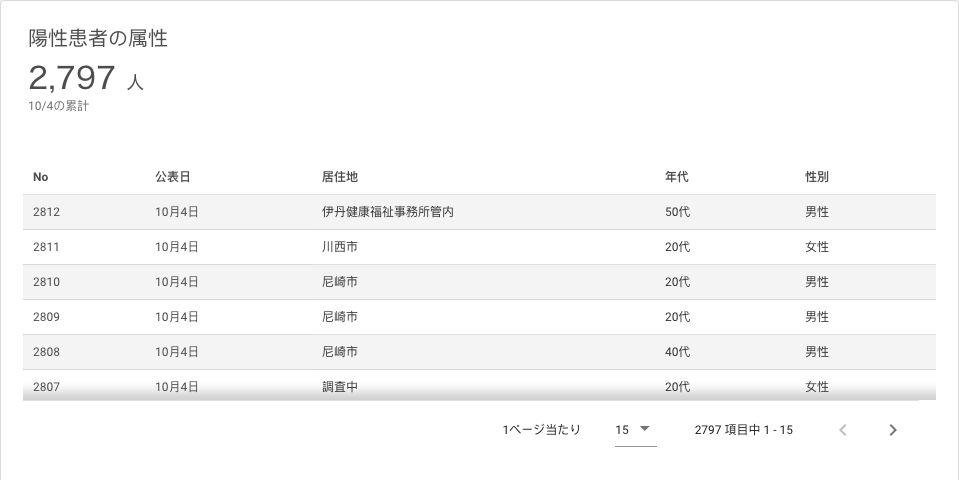 陽性患者の属性
2,797 人
10/4の累計
No 公表日 居住地 年代 性別
2812 10月4日 伊丹健康福祉事務所管内 50代 男性
2811 10月4日 川西市 20代 女性
2810 10月4日 尼崎市 20代 男性
2809 10月4日 尼崎市 20代 男性
2808 10月4日 尼崎市 40代 男性
2807 10月4日 調査中 20代 女性
1ページ当たり 15 2797 項目中 1 - 15